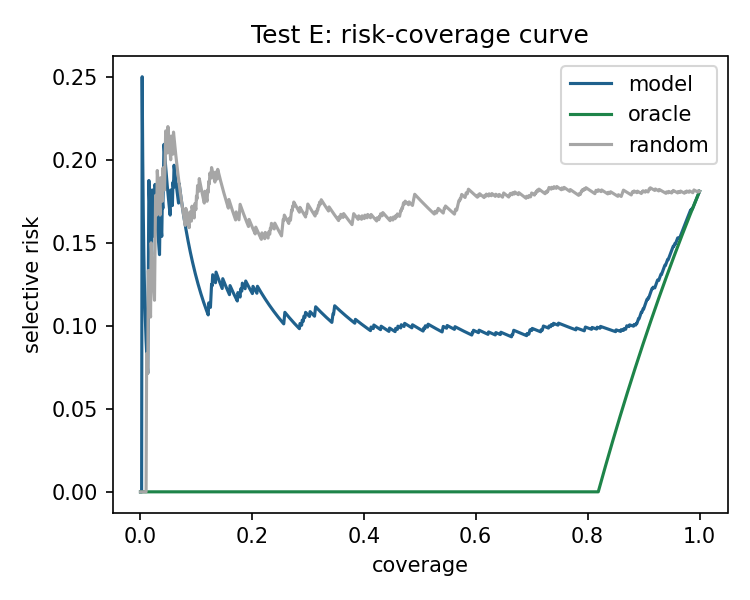 Test E: risk-coverage curve
model
oracle
random
selective risk
0.25
0.20
0.15
0.10
0.05
0.00
0.0 0.2 0.4 0.6 0.8 1.0
coverage